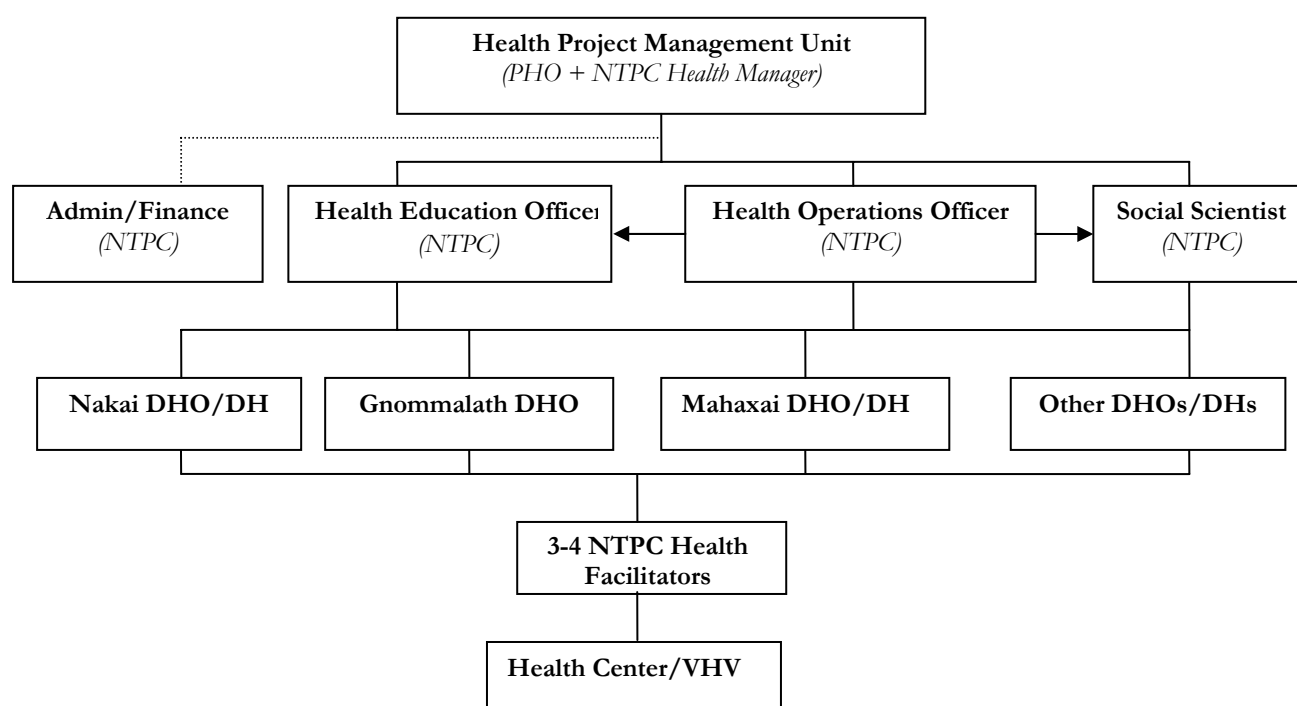 Health Project Management Unit
(PHO + NTPC Health Manager)
Admin/Finance
(NTPC)
Health Education Officer
(NTPC)
Health Operations Officer
(NTPC)
Social Scientist
(NTPC)
Nakai DHO/DH
Gnommalath DHO
Mahaxai DHO/DH
Other DHOs/DHs
3-4 NTPC Health
Facilitators
Health Center/VHV